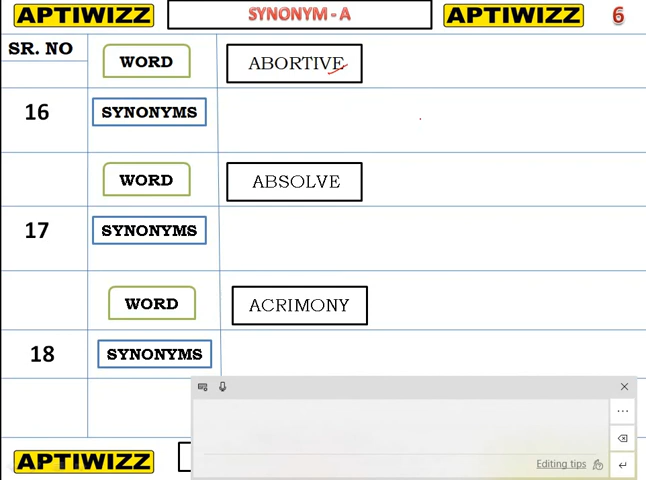 APTIWIZZ SYNONYM - A APTIWIZZ 6
SR. NO WORD ABORTIVE
16 SYNONYMS
WORD ABSOLVE
17 SYNONYMS
WORD ACRIMONY
18 SYNONYMS
Editing tips
APTIWIZZ